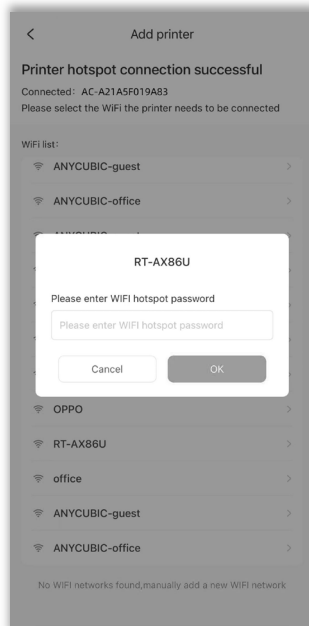 Add printer
Printer hotspot connection successful
Connected: AC-A21A5F019A83
Please select the WiFi the printer needs to be connected
WiFi list:
ANYCUBIC-guest
ANYCUBIC-office
RT-AX86U
Please enter WIFI hotspot password
Please enter WIFI hotspot password
Cancel
OK
OPPO
RT-AX86U
office
ANYCUBIC-guest
ANYCUBIC-office
No WIFI networks found,manually add a new WIFI network